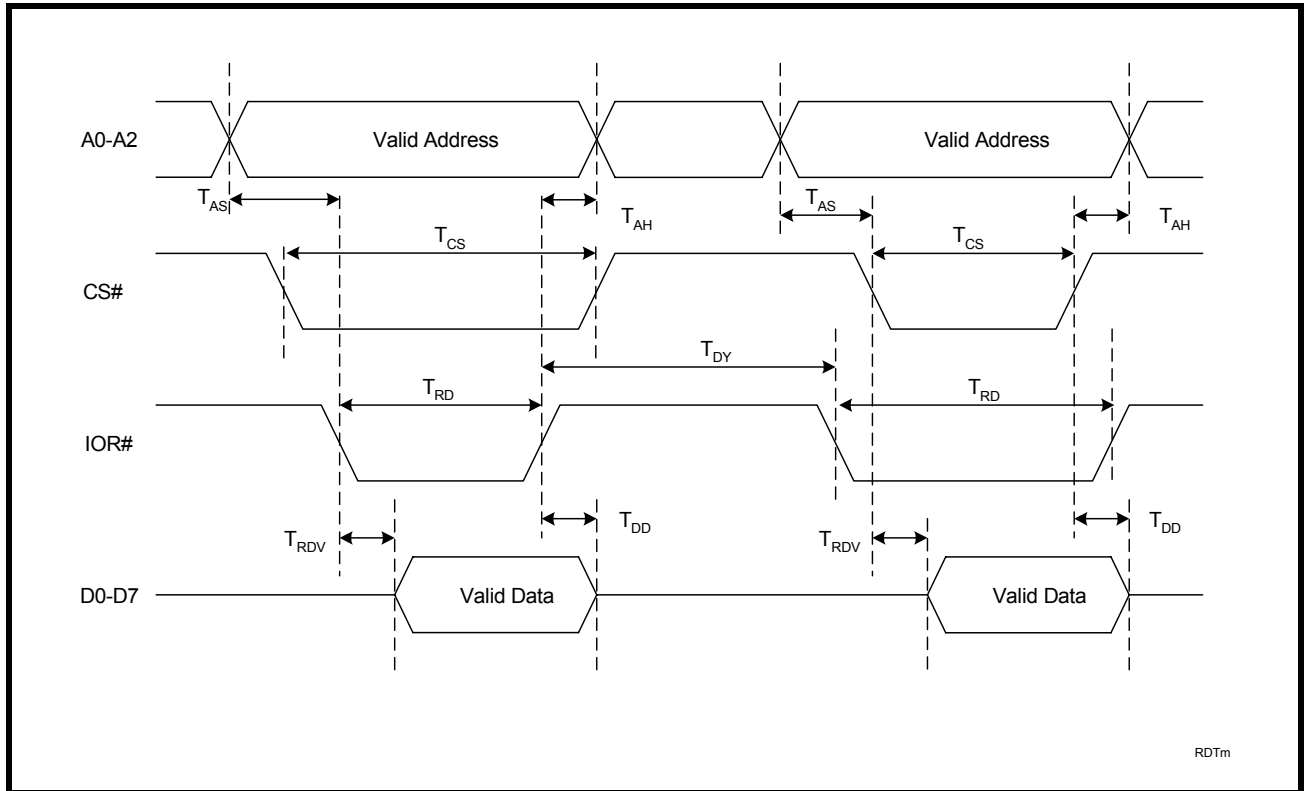 A0-A2
Valid Address
Valid Address
TAS
TAH
TAS
TAH
TCS
TCS
CS#
TDY
TRD
TRD
IOR#
TRDV
TDD
TRDV
TDD
D0-D7
Valid Data
Valid Data
RDTm